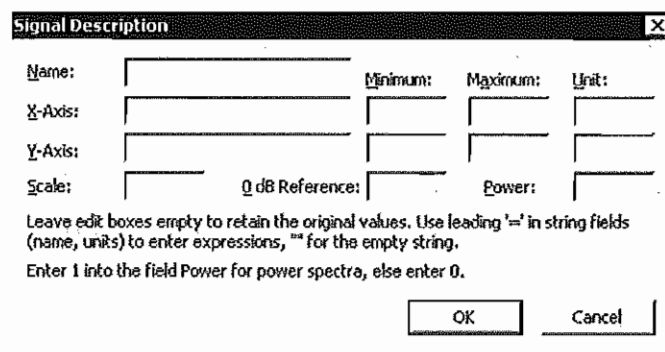 Signal Description
Name:
Minimum: Maximum: Unit:
X-Axis:
Y-Axis:
Scale: 0 dB Reference: Power:
Leave edit boxes empty to retain the original values. Use leading '=' in string fields
(name, units) to enter expressions, '"' for the empty string.
Enter 1 into the field Power for power spectra, else enter 0.
OK Cancel